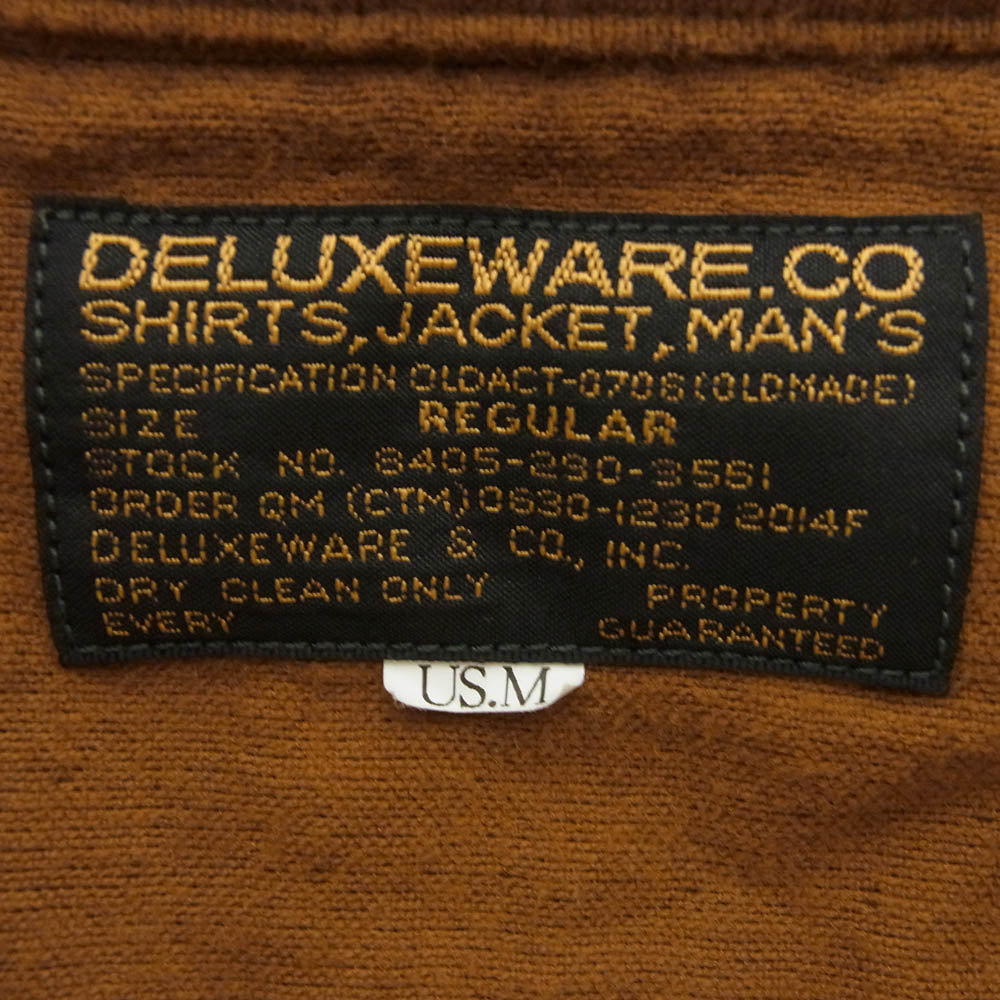 DELUXEWARE.CO
SHIRTS,JACKET,MAN'S
SPECIFICATION OLDACT-0706(OLDMADE)
SIZE REGULAR
STOCK NO. 8405-290-3551
ORDER QM (CTM)0630-1230 2014F
DELUXEWARE & CO., INC.
DRY CLEAN ONLY
PROPERTY
EVERY GUARANTEED
US.M